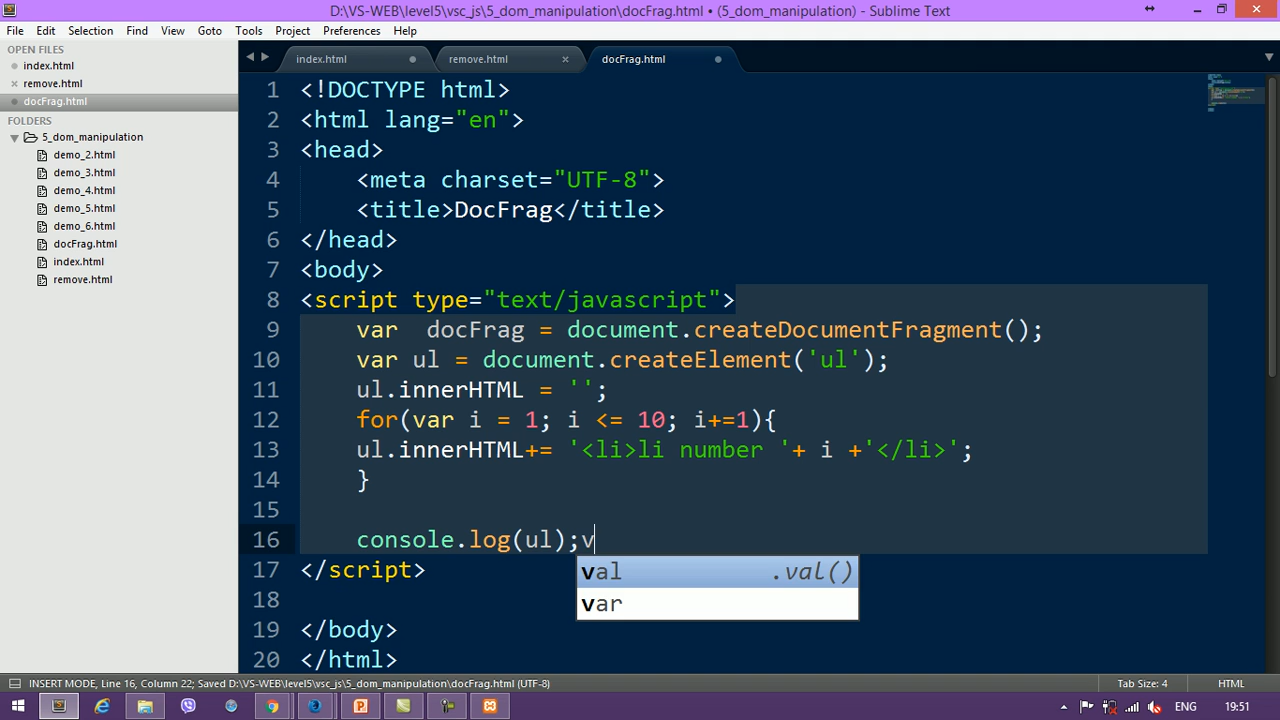 D:\VS-WEB\level5\vsc_js\5_dom_manipulation\docFrag.html • (5_dom_manipulation) - Sublime Text
File Edit Selection Find View Goto Tools Project Preferences Help
OPEN FILES
index.html
remove.html
docFrag.html
FOLDERS
5_dom_manipulation
demo_2.html
demo_3.html
demo_4.html
demo_5.html
demo_6.html
docFrag.html
index.html
remove.html
index.html remove.html docFrag.html
1 <!DOCTYPE html>
2 <html lang="en">
3 <head>
4 <meta charset="UTF-8">
5 <title>DocFrag</title>
6 </head>
7 <body>
8 <script type="text/javascript">
9 var  docFrag = document.createDocumentFragment();
10 var ul = document.createElement('ul');
11 ul.innerHTML = '';
12 for(var i = 1; i <= 10; i+=1){
13 ul.innerHTML+= '<li>li number '+ i +'</li>';
14 }
15
16 console.log(ul);v
val .val()
var
17 </script>
18
19 </body>
20 </html>
INSERT MODE, Line 16, Column 22; Saved D:\VS-WEB\level5\vsc_js\5_dom_manipulation\docFrag.html (UTF-8) Tab Size: 4 HTML
ENG 19:51